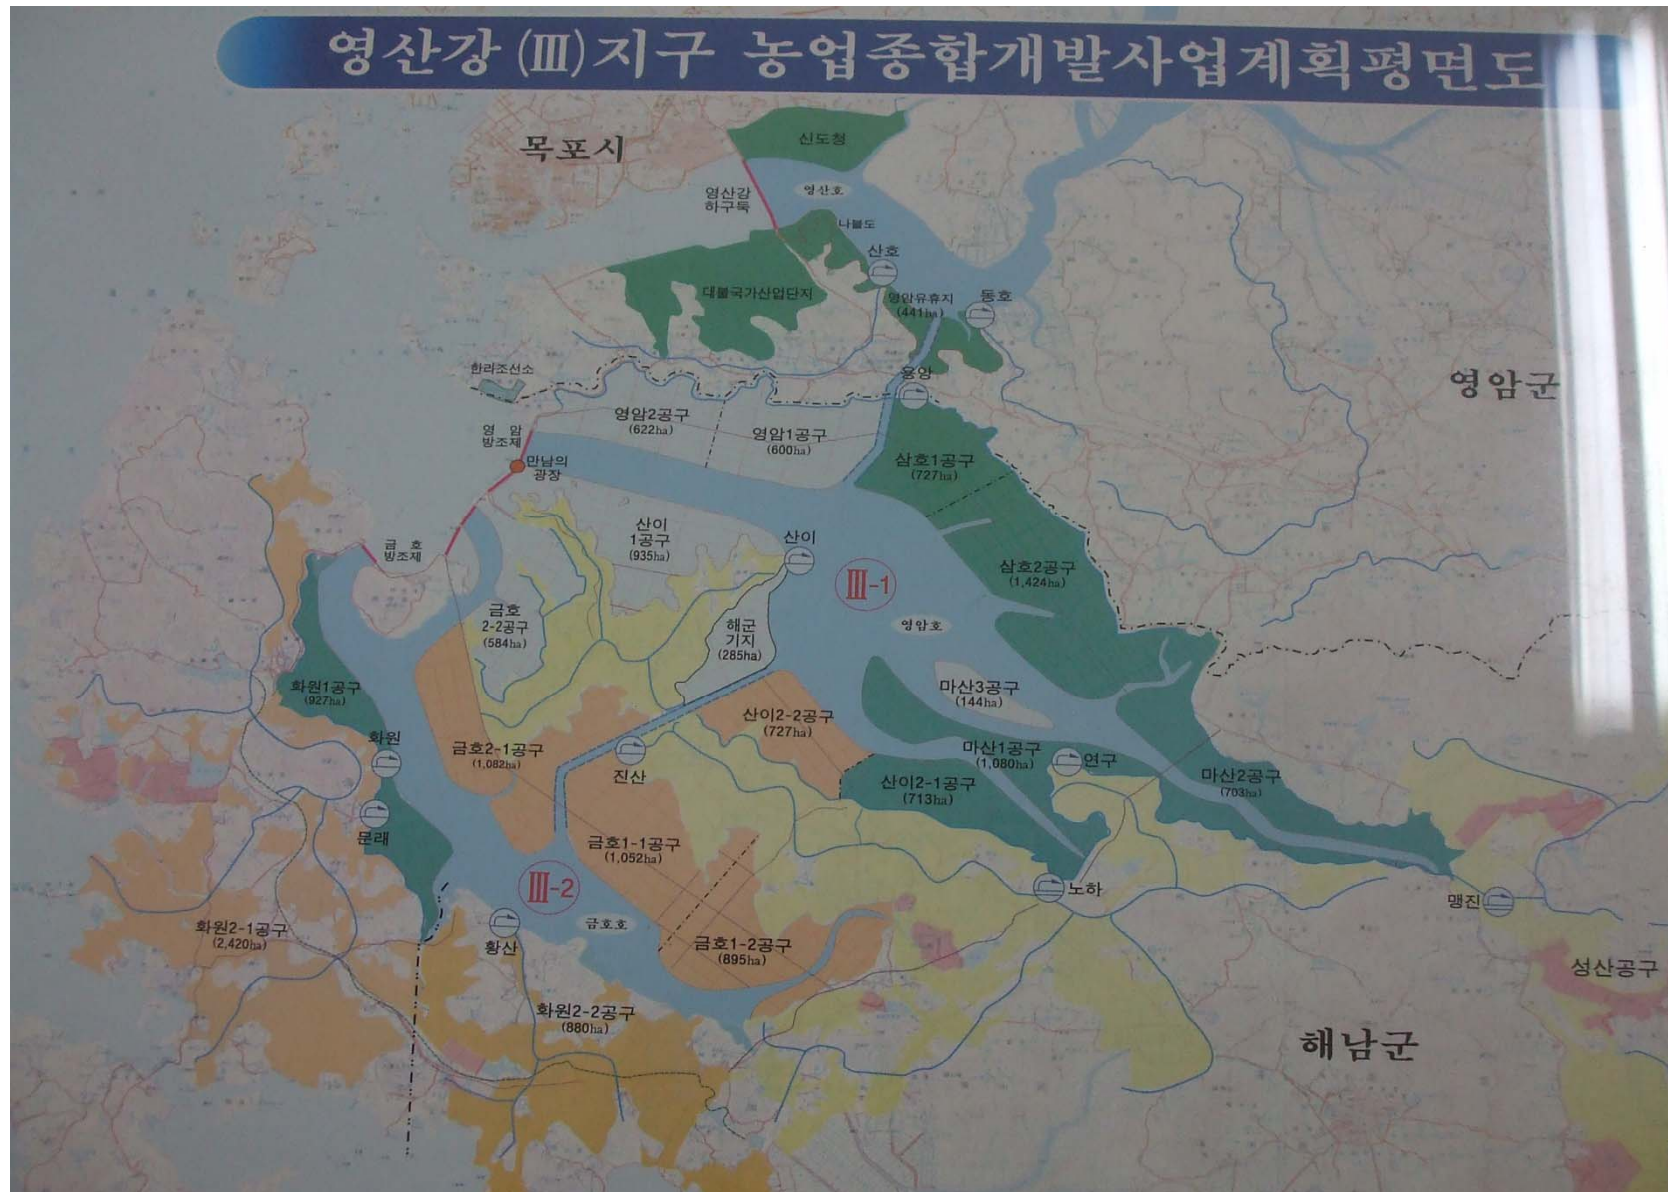 영산강(Ⅲ)지구 농업종합개발사업계획평면도
목포시
신도청
영산강
하구둑
영산호
나불도
산호
대불국가산업단지
영암유휴지
(441ha)
동호
한라조선소
용앙
영암군
영암2공구
(622ha)
영암1공구
(600ha)
영 암
방조제
만남의
광장
삼호1공구
(727ha)
산이
1공구
(935ha)
산이
금 호
방조제
Ⅲ-1
삼호2공구
(1,424ha)
금호
2-2공구
(584ha)
해군
기지
(285ha)
영암호
화원1공구
(927ha)
마산3공구
(144ha)
산이2-2공구
(727ha)
화원
금호2-1공구
(1,082ha)
진산
마산1공구
(1,080ha)
연구
마산2공구
(703ha)
산이2-1공구
(713ha)
문래
금호1-1공구
(1,052ha)
Ⅲ-2
노하
맹진
화원2-1공구
(2,420ha)
황산
금호호
금호1-2공구
(895ha)
성산공구
화원2-2공구
(880ha)
해남군